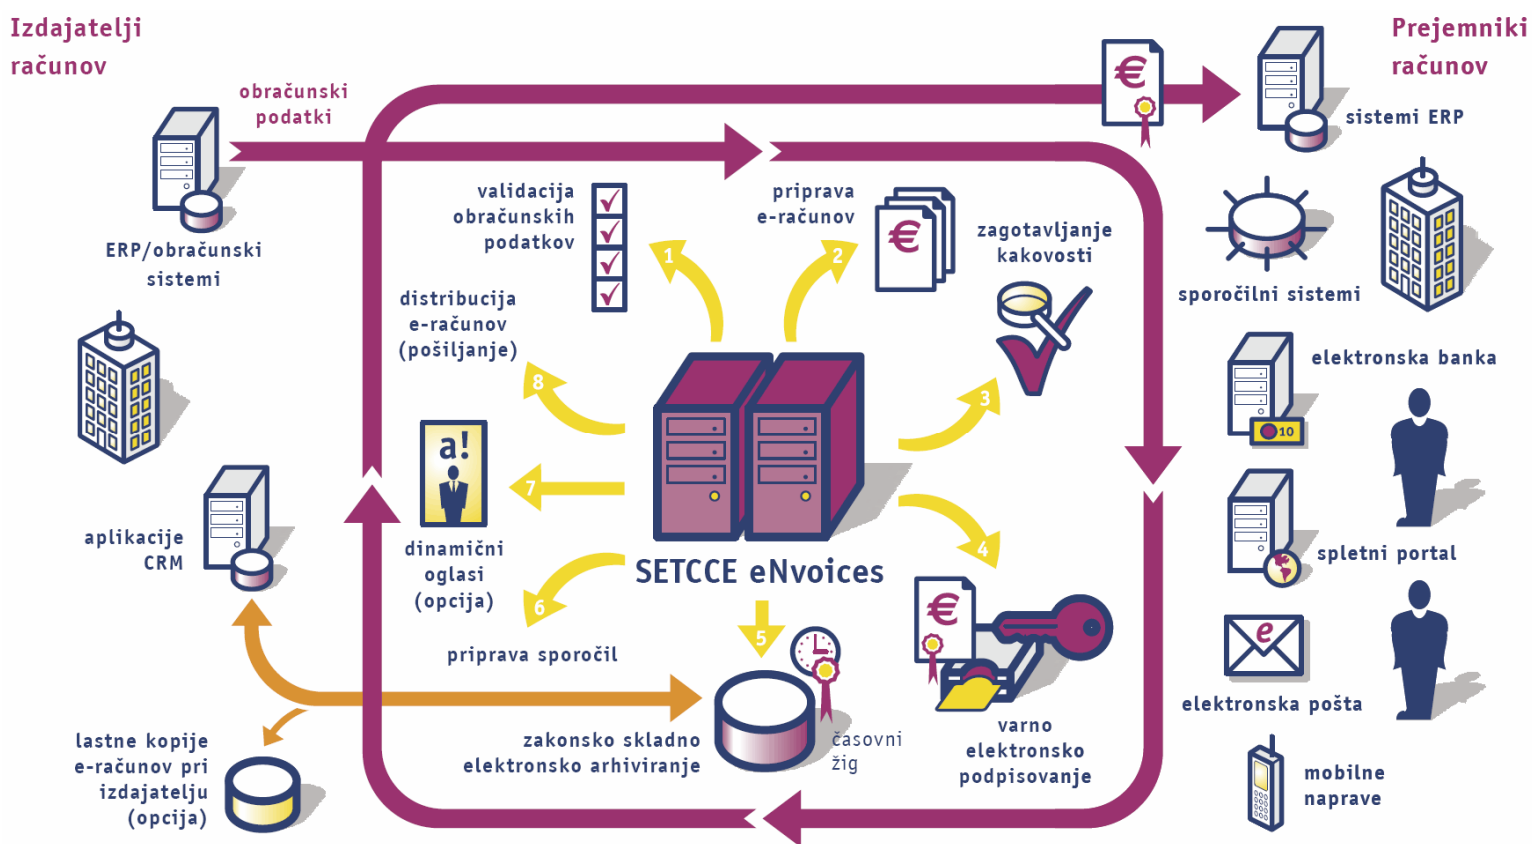 Izdajatelji
računov
Prejemniki
računov
obračunski
podatki
sistemi ERP
ERP/obračunski
sistemi
validacija
obračunskih
podatkov
priprava
e-računov
zagotavljanje
kakovosti
sporočilni sistemi
distribucija
e-računov
(pošiljanje)
elektronska banka
10
1
2
3
4
5
6
7
8
€
€
€
a!
dinamični
oglasi
(opcija)
SETCCE eNvoices
aplikacije
CRM
spletni portal
priprava sporočil
e
elektronska pošta
zakonsko skladno
elektronsko arhiviranje
časovni
žig
varno
elektronsko
podpisovanje
lastne kopije
e-računov pri
izdajatelju
(opcija)
mobilne
naprave